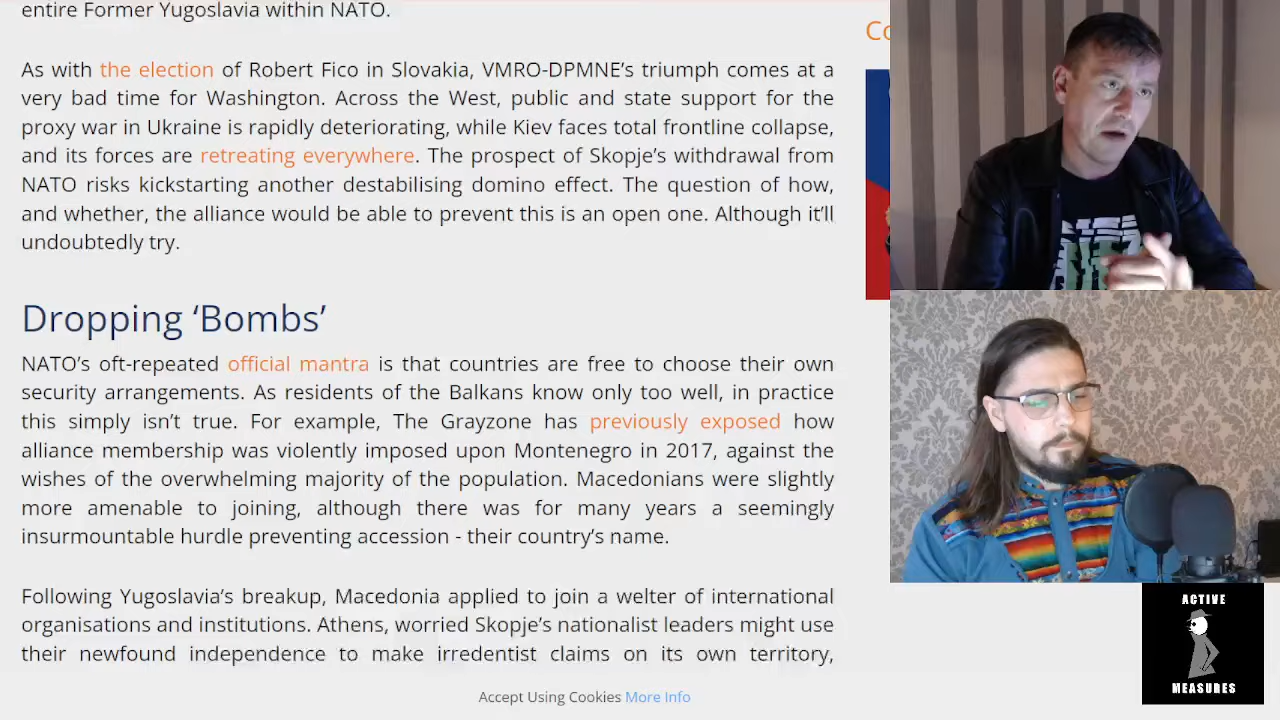 entire Former Yugoslavia within NATO.
Co
As with the election of Robert Fico in Slovakia, VMRO-DPMNE’s triumph comes at a
very bad time for Washington. Across the West, public and state support for the
proxy war in Ukraine is rapidly deteriorating, while Kiev faces total frontline collapse,
and its forces are retreating everywhere. The prospect of Skopje’s withdrawal from
NATO risks kickstarting another destabilising domino effect. The question of how,
and whether, the alliance would be able to prevent this is an open one. Although it’ll
undoubtedly try.
Dropping ‘Bombs’
NATO’s oft-repeated official mantra is that countries are free to choose their own
security arrangements. As residents of the Balkans know only too well, in practice
this simply isn’t true. For example, The Grayzone has previously exposed how
alliance membership was violently imposed upon Montenegro in 2017, against the
wishes of the overwhelming majority of the population. Macedonians were slightly
more amenable to joining, although there was for many years a seemingly
insurmountable hurdle preventing accession - their country’s name.
Following Yugoslavia’s breakup, Macedonia applied to join a welter of international
organisations and institutions. Athens, worried Skopje’s nationalist leaders might use
their newfound independence to make irredentist claims on its own territory,
Accept Using Cookies More Info
ACTIVE
MEASURES